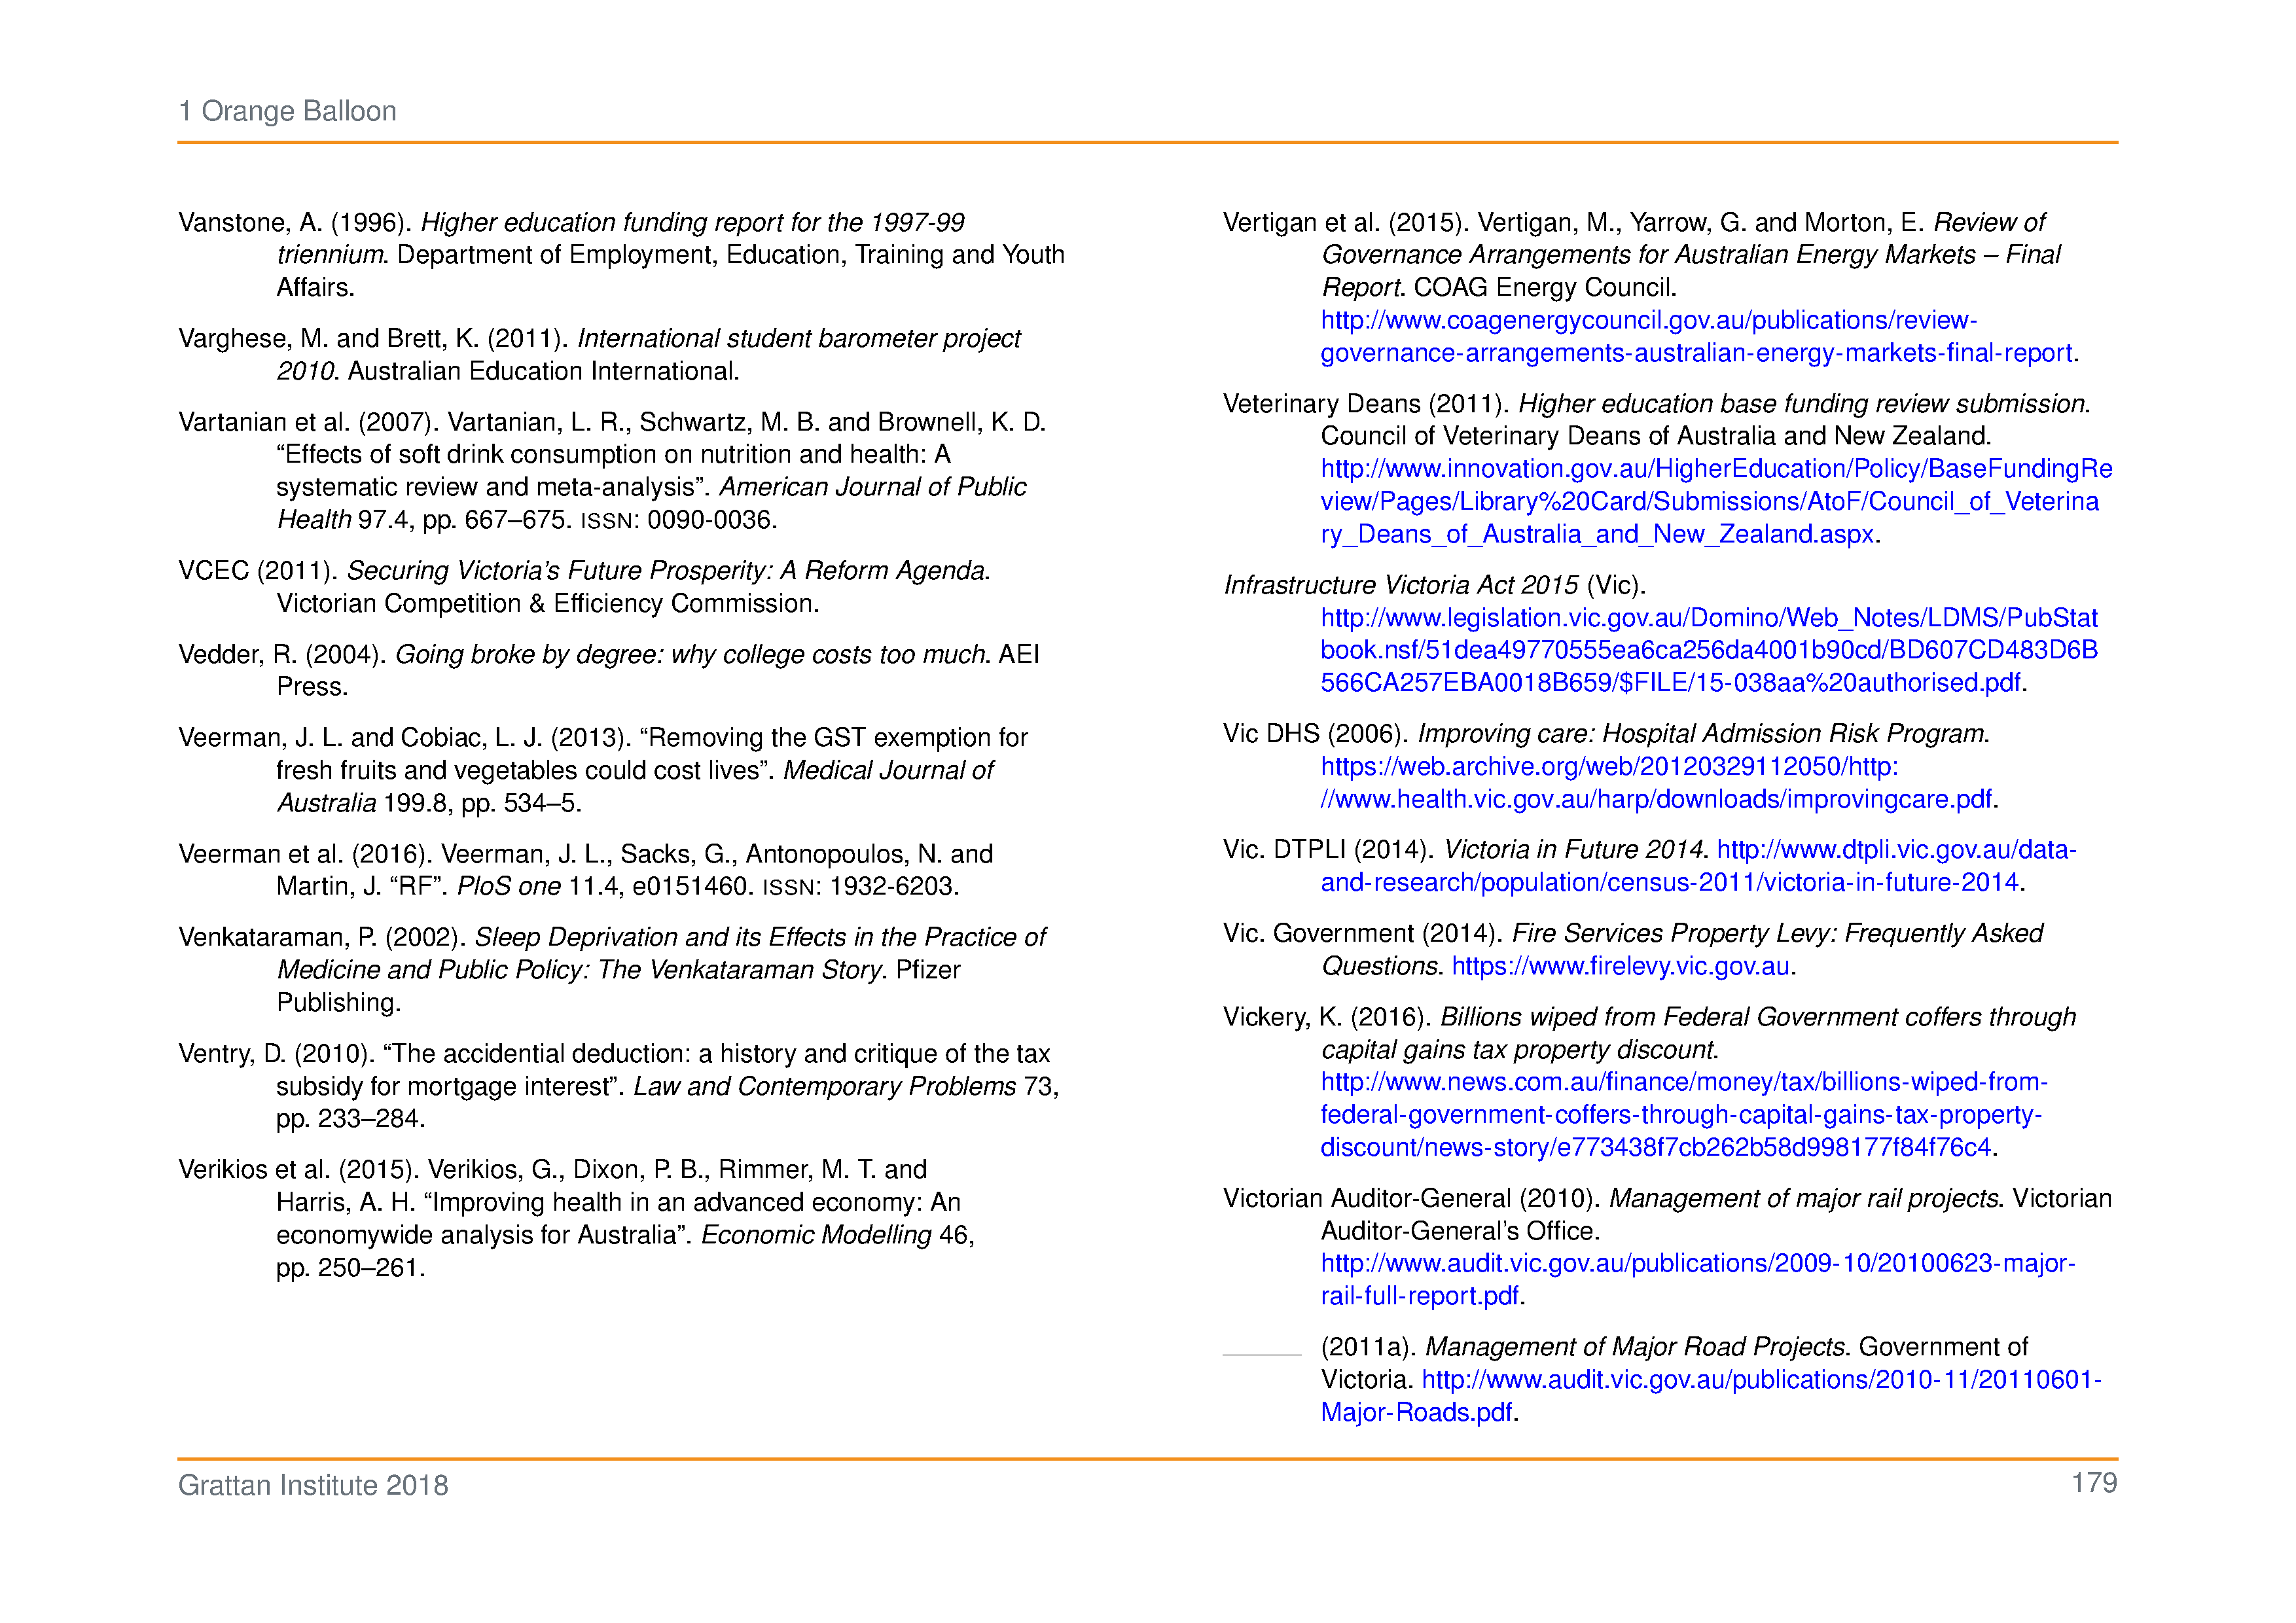 1 Orange Balloon
Vanstone, A. (1996). Higher education funding report for the 1997-99
triennium. Department of Employment, Education, Training and Youth
Affairs.
Varghese, M. and Brett, K. (2011). International student barometer project
2010. Australian Education International.
Vartanian et al. (2007). Vartanian, L. R., Schwartz, M. B. and Brownell, K. D.
“Effects of soft drink consumption on nutrition and health: A
systematic review and meta-analysis”. American Journal of Public
Health 97.4, pp. 667–675. ISSN: 0090-0036.
VCEC (2011). Securing Victoria’s Future Prosperity: A Reform Agenda.
Victorian Competition & Efficiency Commission.
Vedder, R. (2004). Going broke by degree: why college costs too much. AEI
Press.
Veerman, J. L. and Cobiac, L. J. (2013). “Removing the GST exemption for
fresh fruits and vegetables could cost lives”. Medical Journal of
Australia 199.8, pp. 534–5.
Veerman et al. (2016). Veerman, J. L., Sacks, G., Antonopoulos, N. and
Martin, J. “RF”. PloS one 11.4, e0151460. ISSN: 1932-6203.
Venkataraman, P. (2002). Sleep Deprivation and its Effects in the Practice of
Medicine and Public Policy: The Venkataraman Story. Pfizer
Publishing.
Ventry, D. (2010). “The accidential deduction: a history and critique of the tax
subsidy for mortgage interest”. Law and Contemporary Problems 73,
pp. 233–284.
Verikios et al. (2015). Verikios, G., Dixon, P. B., Rimmer, M. T. and
Harris, A. H. “Improving health in an advanced economy: An
economywide analysis for Australia”. Economic Modelling 46,
pp. 250–261.
Vertigan et al. (2015). Vertigan, M., Yarrow, G. and Morton, E. Review of
Governance Arrangements for Australian Energy Markets – Final
Report. COAG Energy Council.
http://www.coagenergycouncil.gov.au/publications/review-
governance-arrangements-australian-energy-markets-final-report.
Veterinary Deans (2011). Higher education base funding review submission.
Council of Veterinary Deans of Australia and New Zealand.
http://www.innovation.gov.au/HigherEducation/Policy/BaseFundingRe
view/Pages/Library%20Card/Submissions/AtoF/Council_of_Veterina
ry_Deans_of_Australia_and_New_Zealand.aspx.
Infrastructure Victoria Act 2015 (Vic).
http://www.legislation.vic.gov.au/Domino/Web_Notes/LDMS/PubStat
book.nsf/51dea49770555ea6ca256da4001b90cd/BD607CD483D6B
566CA257EBA0018B659/$FILE/15-038aa%20authorised.pdf.
Vic DHS (2006). Improving care: Hospital Admission Risk Program.
https://web.archive.org/web/20120329112050/http:
//www.health.vic.gov.au/harp/downloads/improvingcare.pdf.
Vic. DTPLI (2014). Victoria in Future 2014. http://www.dtpli.vic.gov.au/data-
and-research/population/census-2011/victoria-in-future-2014.
Vic. Government (2014). Fire Services Property Levy: Frequently Asked
Questions. https://www.firelevy.vic.gov.au.
Vickery, K. (2016). Billions wiped from Federal Government coffers through
capital gains tax property discount.
http://www.news.com.au/finance/money/tax/billions-wiped-from-
federal-government-coffers-through-capital-gains-tax-property-
discount/news-story/e773438f7cb262b58d998177f84f76c4.
Victorian Auditor-General (2010). Management of major rail projects. Victorian
Auditor-General’s Office.
http://www.audit.vic.gov.au/publications/2009-10/20100623-major-
rail-full-report.pdf.
(2011a). Management of Major Road Projects. Government of
Victoria. http://www.audit.vic.gov.au/publications/2010-11/20110601-
Major-Roads.pdf.
Grattan Institute 2018
179